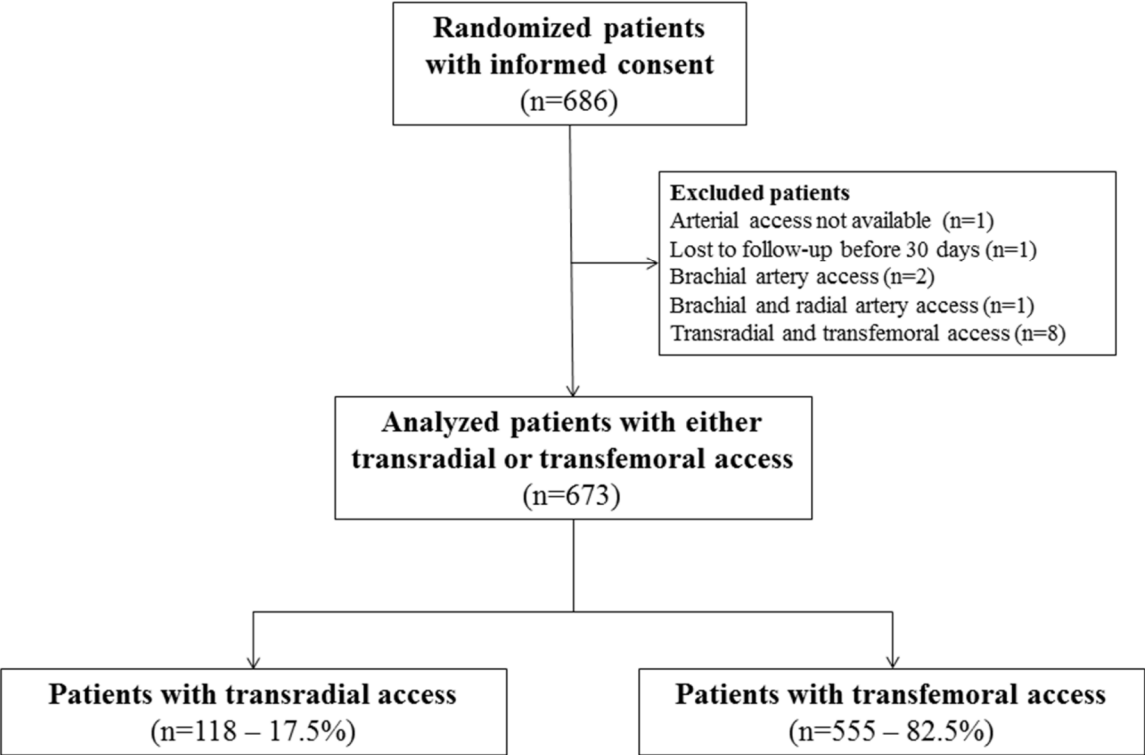 Randomized patients
with informed consent
(n=686)
Excluded patients
Arterial access not available (n=1)
Lost to follow-up before 30 days (n=1)
Brachial artery access (n=2)
Brachial and radial artery access (n=1)
Transradial and transfemoral access (n=8)
Analyzed patients with either
transradial or transfemoral access
(n=673)
Patients with transradial access
(n=118 – 17.5%)
Patients with transfemoral access
(n=555 – 82.5%)